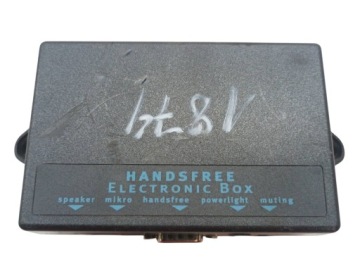 HANDSFREE
ELECTRONIC BOX
speaker mikro handsfree powerlight muting